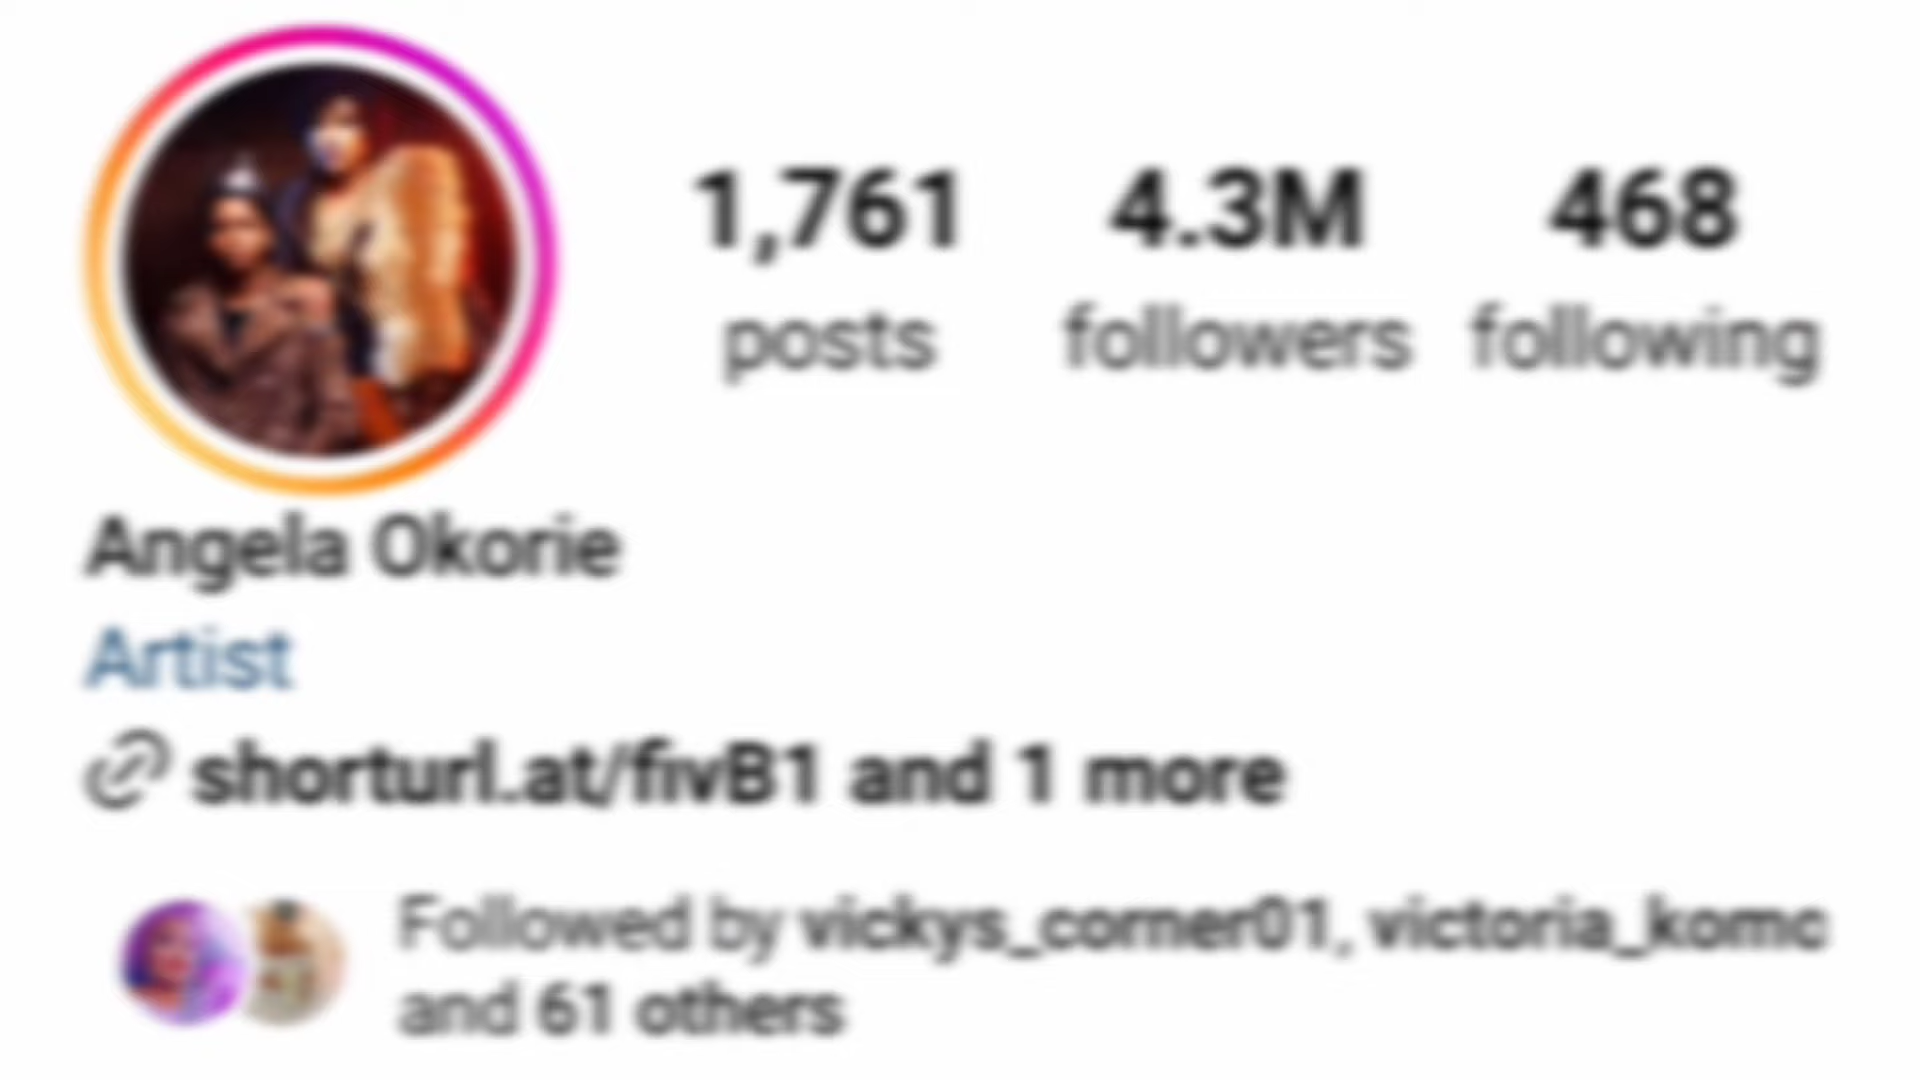 1,761 4.3M 468
posts followers following
Angela Okorie
Artist
shorturl.at/fivB1 and 1 more
Followed by vickys_corner01, victoria_komc
and 61 others